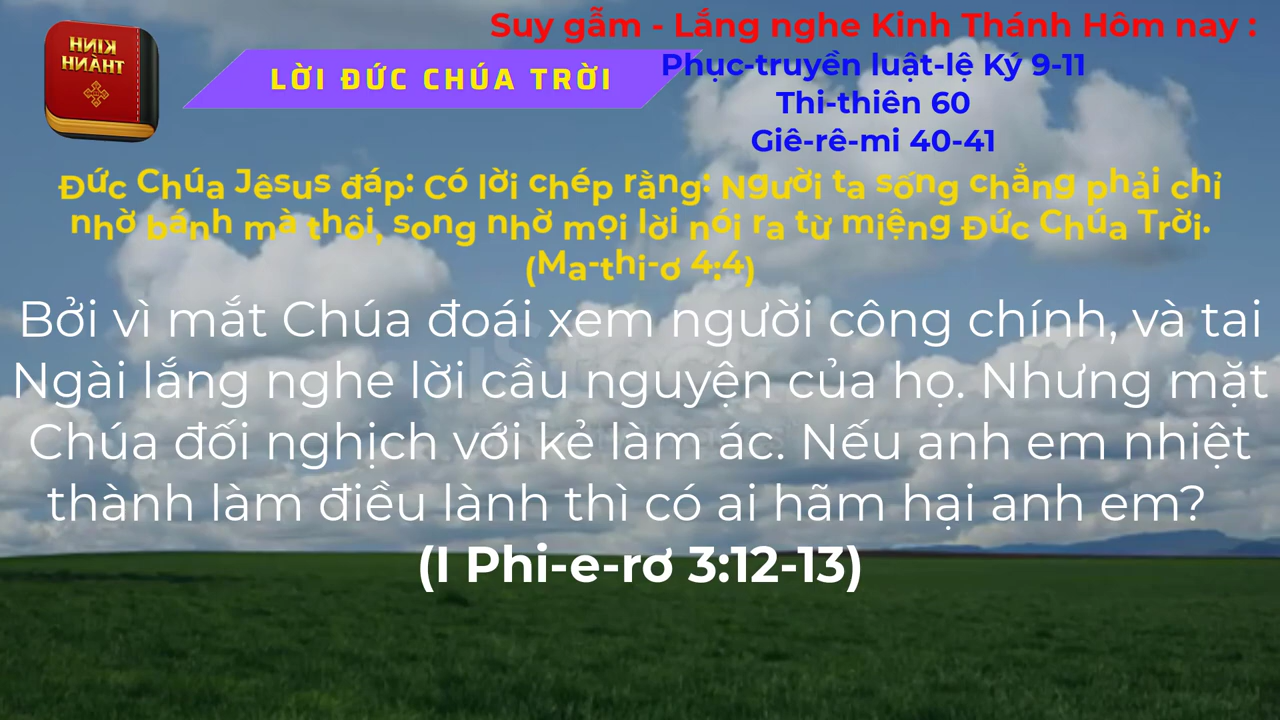 Suy gẫm - Lắng nghe Kinh Thánh Hôm nay :
KINH
THÁNH
LỜI ĐỨC CHÚA TRỜI
Phục-truyền luật-lệ Ký 9-11
Thi-thiên 60
Giê-rê-mi 40-41
Đức Chúa Jêsus đáp: Có lời chép rằng: Người ta sống chẳng phải chỉ
nhờ bánh mà thôi, song nhờ mọi lời nói ra từ miệng Đức Chúa Trời.
(Ma-thi-ơ 4:4)
Bởi vì mắt Chúa đoái xem người công chính, và tai
Ngài lắng nghe lời cầu nguyện của họ. Nhưng mặt
Chúa đối nghịch với kẻ làm ác. Nếu anh em nhiệt
thành làm điều lành thì có ai hãm hại anh em?
(I Phi-e-rơ 3:12-13)